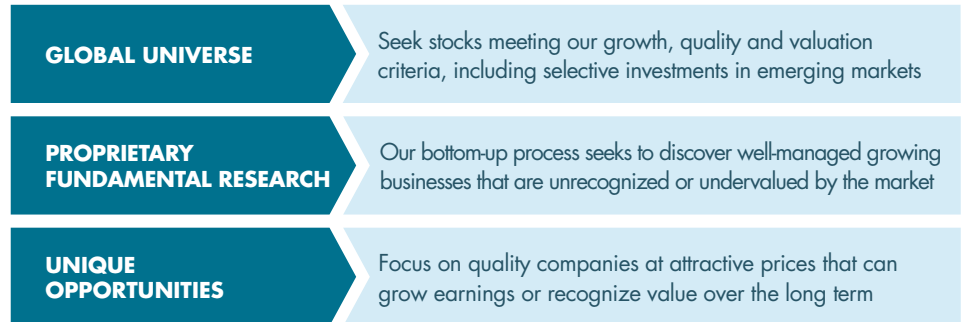 GLOBAL UNIVERSE
Seek stocks meeting our growth, quality and valuation
criteria, including selective investments in emerging markets
PROPRIETARY
FUNDAMENTAL RESEARCH
Our bottom-up process seeks to discover well-managed growing
businesses that are unrecognized or undervalued by the market
UNIQUE
OPPORTUNITIES
Focus on quality companies at attractive prices that can
grow earnings or recognize value over the long term